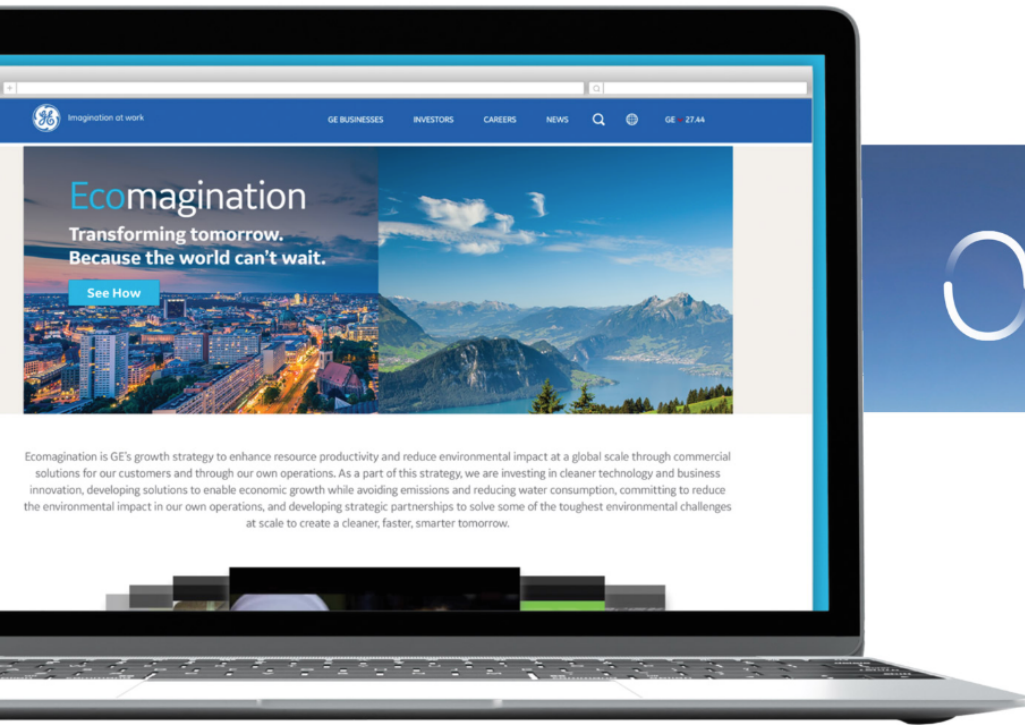 Imagination at work
GE BUSINESSES
INVESTORS
CAREERS
NEWS
GE 27.44
Ecomagination
Transforming tomorrow.
Because the world can't wait.
See How
Ecomagination is GE's growth strategy to enhance resource productivity and reduce environmental impact at a global scale through commercial
solutions for our customers and through our own operations. As a part of this strategy, we are investing in cleaner technology and business
innovation, developing solutions to enable economic growth while avoiding emissions and reducing water consumption, committing to reduce
the environmental impact in our own operations, and developing strategic partnerships to solve some of the toughest environmental challenges
at scale to create a cleaner, faster, smarter tomorrow.